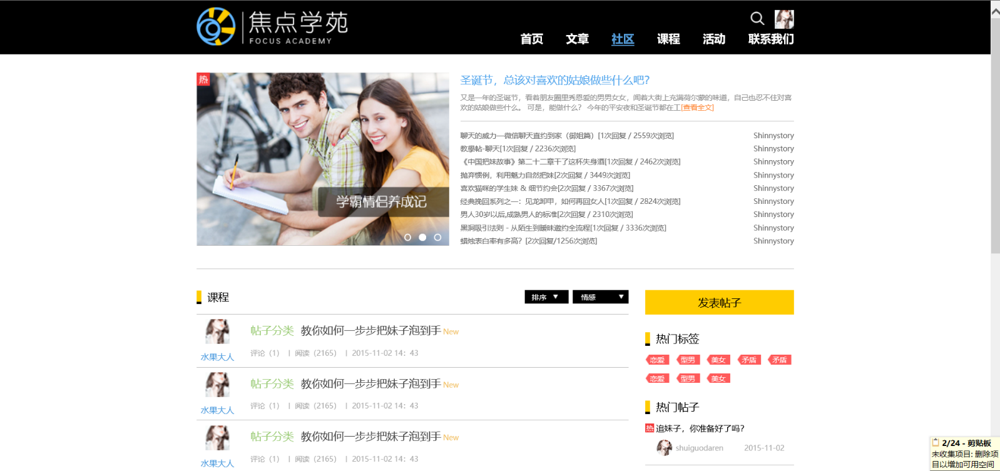 焦点学苑
FOCUS ACADEMY
首页 文章 社区 课程 活动 联系我们
热
学霸情侣养成记
圣诞节，总该对喜欢的姑娘做些什么吧?
又是一年的圣诞节，看着朋友圈里秀恩爱的男男女女，闻着大街上充满荷尔蒙的味道，自己也忍不住对喜
欢的姑娘做些什么。 可是，能做什么？ 今年的平安夜和圣诞节都在工[查看全文]
聊天的威力—微信聊天直约到家（御姐篇）[1次回复 / 2559次浏览] Shinnystory
教學帖-聊天[1次回复 / 2236次浏览] Shinnystory
《中国把妹故事》第二十二章干了这杯失身酒[1次回复 / 2462次浏览] Shinnystory
抛弃惯例，利用魅力自然把妹[2次回复 / 3449次浏览] Shinnystory
喜欢猫咪的学生妹 & 细节约会[2次回复 / 3367次浏览] Shinnystory
经典挽回系列之一：见龙卸甲，如何再回女人[1次回复 / 2824次浏览] Shinnystory
男人30岁以后,成熟男人的标准[2次回复 / 2310次浏览] Shinnystory
黑洞吸引法则 - 从陌生到暧昧邀约全流程[1次回复 / 3336次浏览] Shinnystory
蜡烛表白率有多高？[2次回复/1256次浏览] Shinnystory
课程 排序 ▼ 情感 ▼
帖子分类 教你如何一步步把妹子泡到手 New
评论（1） | 阅读（2165） | 2015-11-02 14：43
水果大人
帖子分类 教你如何一步步把妹子泡到手 New
评论（1） | 阅读（2165） | 2015-11-02 14：43
水果大人
帖子分类 教你如何一步步把妹子泡到手 New
评论（1） | 阅读（2165） | 2015-11-02 14：43
水果大人
发表帖子
热门标签
恋爱 型男 美女 矛盾 矛盾
恋爱 型男 美女
热门帖子
热 追妹子，你准备好了吗?
shuiguodaren 2015-11-02
2/24 - 剪贴板
未收集项目: 删除项
目以增加可用空间